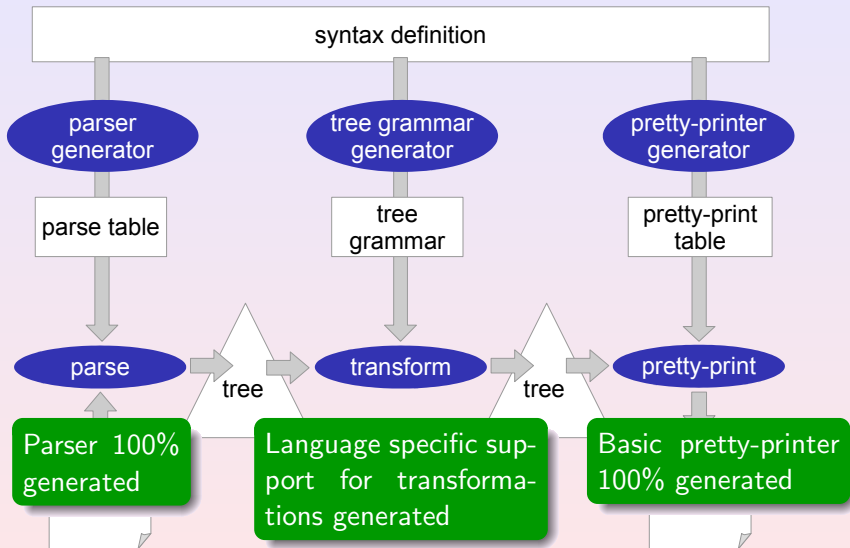 syntax definition
parser
generator
tree grammar
generator
pretty-printer
generator
parse table
tree
grammar
pretty-print
table
parse
tree
transform
tree
pretty-print
Parser 100%
generated
Language specific sup-
port for transforma-
tions generated
Basic pretty-printer
100% generated